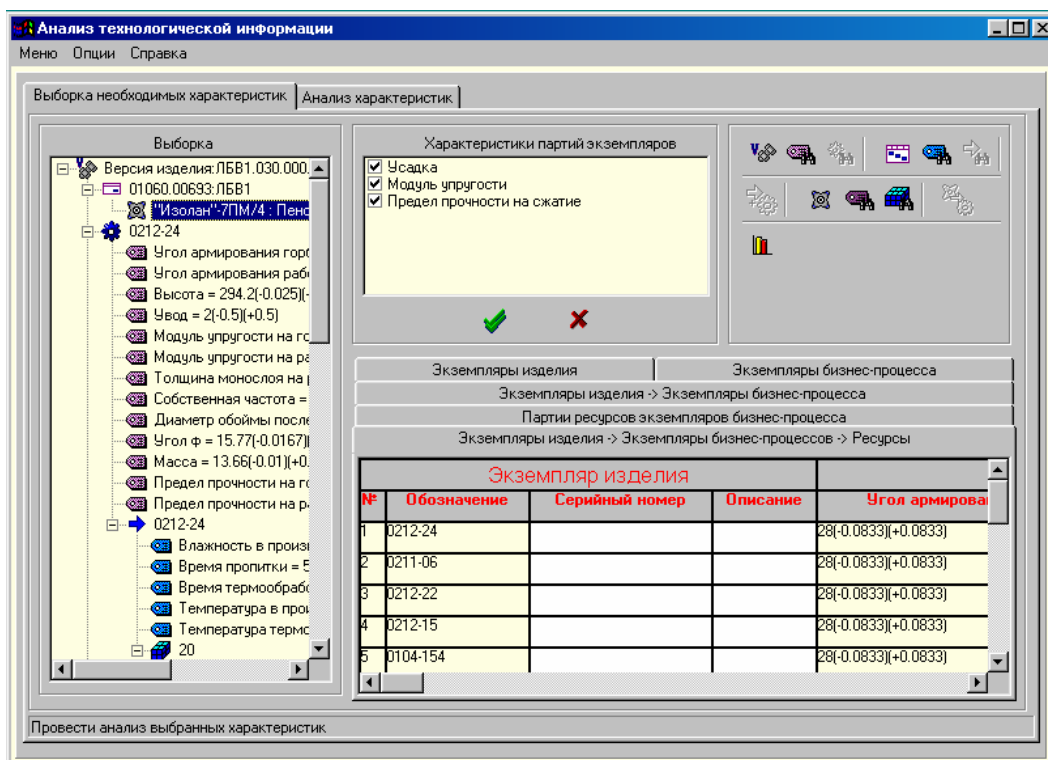 Анализ технологической информации
Меню Опции Справка
Выборка необходимых характеристик Анализ характеристик
Выборка
Версия изделия:ЛБВ1.030.000.
01060.00693:ЛБВ1
"Изолан"-7ПМ/4 : Пено
0212-24
Угол армирования горб
Угол армирования рабо
Высота = 294.2(-0.025)(-
Увод = 2(-0.5)(+0.5)
Модуль упругости на го
Модуль упругости на ра
Толщина монослоя на
Собственная частота =
Диаметр обоймы после
Угол ф = 15.77(-0.0167)(
Масса = 13.66(-0.01)(+0.
Предел прочности на го
Предел прочности на ра
0212-24
Влажность в произв
Время пропитки = 5
Время термообрабо
Температура в прои
Температура термо
20
Характеристики партий экземпляров
Усадка
Модуль упругости
Предел прочности на сжатие
Экземпляры изделия Экземпляры бизнес-процесса
Экземпляры изделия -> Экземпляры бизнес-процесса
Партии ресурсов экземпляров бизнес-процесса
Экземпляры изделия -> Экземпляры бизнес-процессов -> Ресурсы
Экземпляр изделия
№ Обозначение Серийный номер Описание Угол армирован
1 0212-24 28(-0.0833)(+0.0833)
2 0211-06 28(-0.0833)(+0.0833)
3 0212-22 28(-0.0833)(+0.0833)
4 0212-15 28(-0.0833)(+0.0833)
5 0104-154 28(-0.0833)(+0.0833)
Провести анализ выбранных характеристик